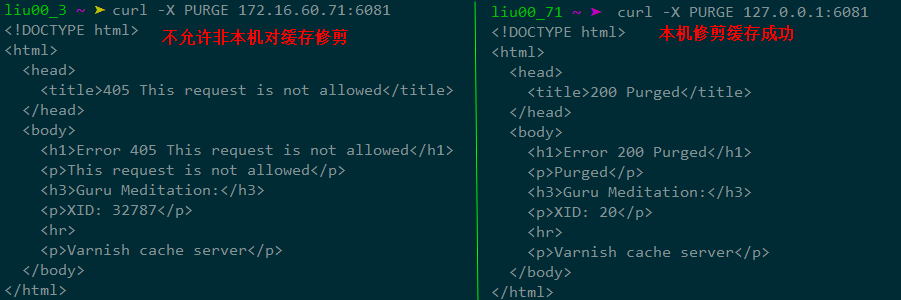 liu00_3 ~ ➤ curl -X PURGE 172.16.60.71:6081
<!DOCTYPE html>
不允许非本机对缓存修剪
<html>
  <head>
    <title>405 This request is not allowed</title>
  </head>
  <body>
    <h1>Error 405 This request is not allowed</h1>
    <p>This request is not allowed</p>
    <h3>Guru Meditation:</h3>
    <p>XID: 32787</p>
    <hr>
    <p>Varnish cache server</p>
  </body>
</html>
liu00_71 ~ ➤  curl -X PURGE 127.0.0.1:6081
<!DOCTYPE html>
本机修剪缓存成功
<html>
  <head>
    <title>200 Purged</title>
  </head>
  <body>
    <h1>Error 200 Purged</h1>
    <p>Purged</p>
    <h3>Guru Meditation:</h3>
    <p>XID: 20</p>
    <hr>
    <p>Varnish cache server</p>
  </body>
</html>